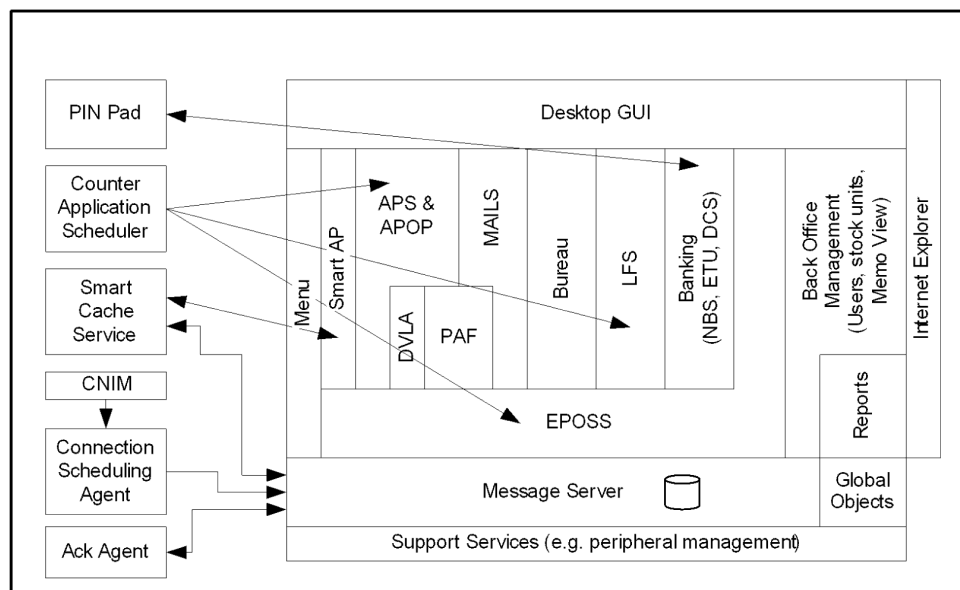 PIN Pad
Counter
Application
Scheduler
Smart
Cache
Service
CNIM
Connection
Scheduling
Agent
Ack Agent
Desktop GUI
Menu
Smart AP
APS &
APOP
MAILS
DVLA
PAF
Bureau
LFS
Banking
(NBS, ETU, DCS)
Back Office
Management
(Users, stock units,
Memo View)
Internet Explorer
EPOSS
Reports
Message Server
Global
Objects
Support Services (e.g. peripheral management)